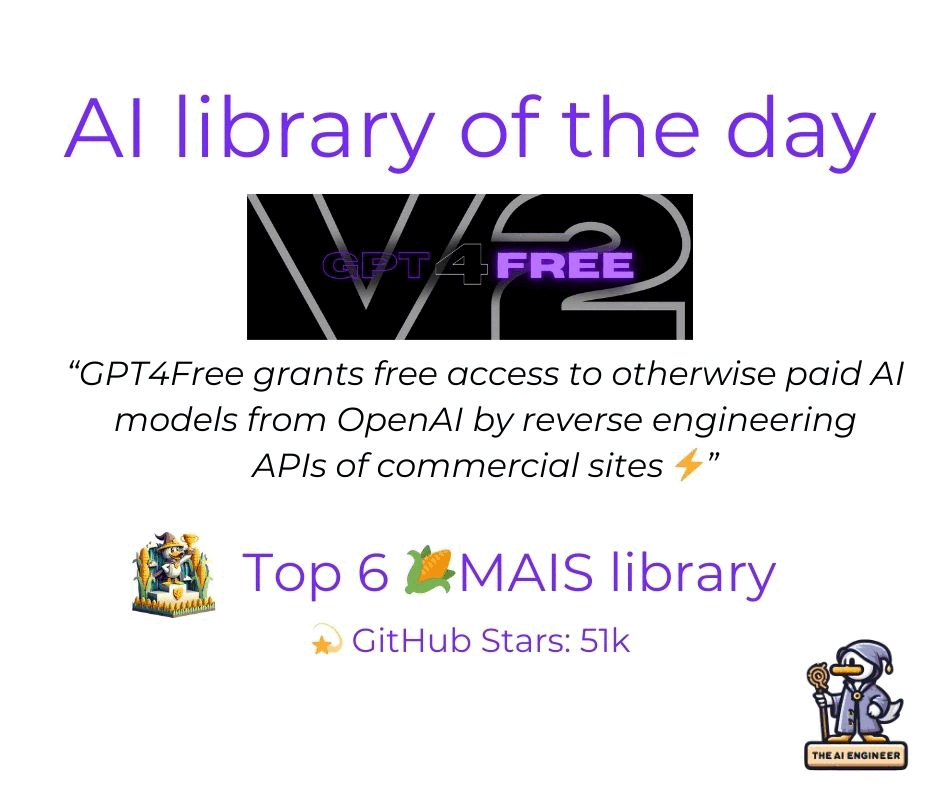 AI library of the day
V2
GPT4FREE
“GPT4Free grants free access to otherwise paid AI
models from OpenAI by reverse engineering
APIs of commercial sites ⚡”
Top 6 🌽MAIS library
💫 GitHub Stars: 51k
THE AI ENGINEER